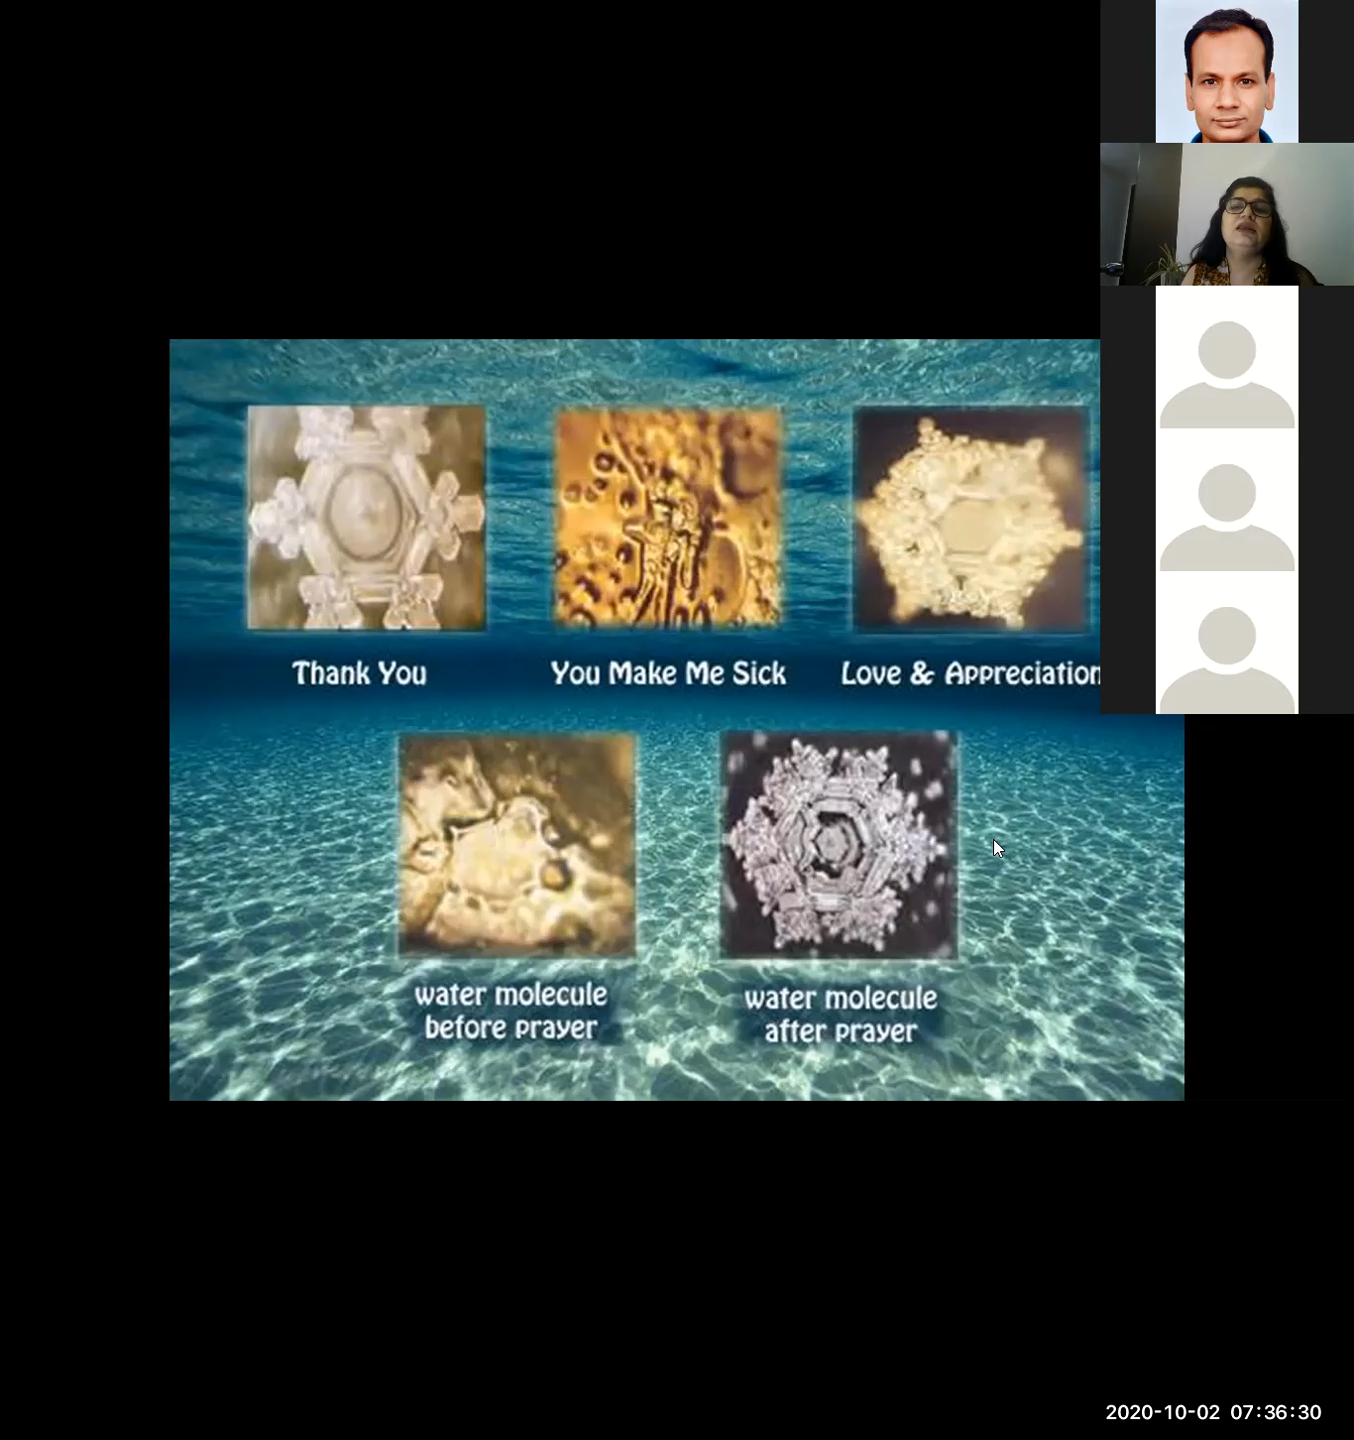 Thank You
You Make Me Sick
Love & Appreciation
water molecule
before prayer
water molecule
after prayer
2020-10-02 07:36:30